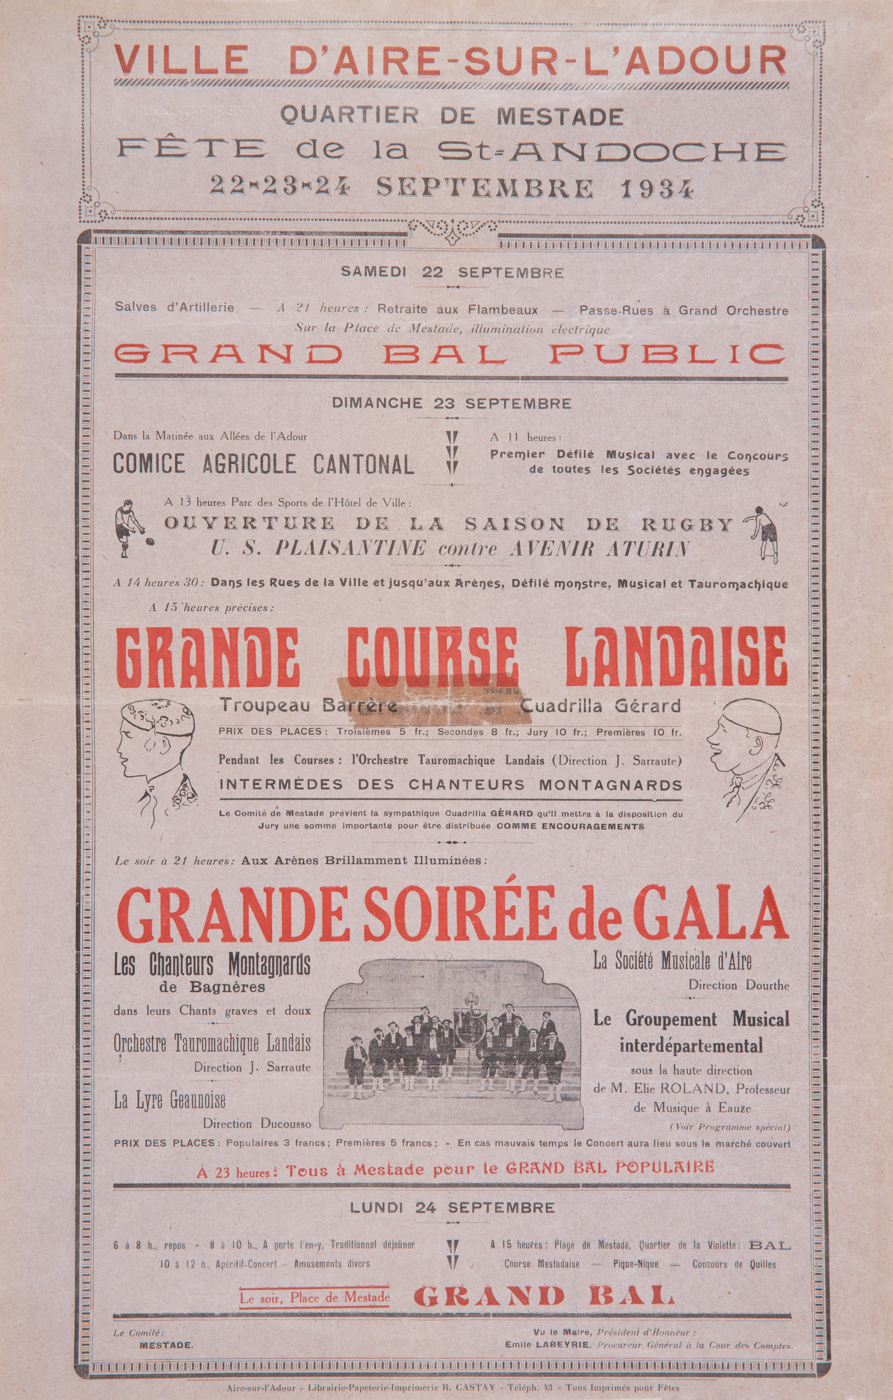 VILLE D'AIRE-SUR-L'ADOUR
QUARTIER DE MESTADE
FÊTE de la St-ANDOCHE
22-23-24 SEPTEMBRE 1934
SAMEDI 22 SEPTEMBRE
Salves d'Artillerie — A 21 heures : Retraite aux Flambeaux — Passe-Rues à Grand Orchestre
Sur la Place de Mestade, illumination électrique
GRAND BAL PUBLIC
DIMANCHE 23 SEPTEMBRE
Dans la Matinée aux Allées de l'Adour
COMICE AGRICOLE CANTONAL
A 11 heures :
Premier Défilé Musical avec le Concours
de toutes les Sociétés engagées
A 13 heures Parc des Sports de l'Hôtel de Ville :
OUVERTURE DE LA SAISON DE RUGBY
U. S. PLAISANTINE contre AVENIR ATURIN
A 14 heures 30 : Dans les Rues de la Ville et jusqu'aux Arènes, Défilé monstre, Musical et Tauromachique
A 15 heures précises :
GRANDE COURSE LANDAISE
Troupeau Barrère Cuadrilla Gérard
PRIX DES PLACES : Troisièmes 5 fr.; Secondes 8 fr.; Jury 10 fr.; Premières 10 fr.
Pendant les Courses : l'Orchestre Tauromachique Landais (Direction J. Sarraute)
INTERMÈDES DES CHANTEURS MONTAGNARDS
Le Comité de Mestade prévient la sympathique Cuadrilla GÉRARD qu'il mettra à la disposition du
Jury une somme importante pour être distribuée COMME ENCOURAGEMENTS
Le soir à 21 heures : Aux Arènes Brillamment Illuminées :
GRANDE SOIRÉE de GALA
Les Chanteurs Montagnards
de Bagnères
dans leurs Chants graves et doux
Orchestre Tauromachique Landais
Direction J. Sarraute
La Lyre Geaunoise
Direction Ducousso
La Société Musicale d'Aire
Direction Dourthe
Le Groupement Musical
interdépartemental
sous la haute direction
de M. Elie ROLAND, Professeur
de Musique à Eauze
(Voir Programme spécial)
PRIX DES PLACES : Populaires 3 francs ; Premières 5 francs ; - En cas mauvais temps le Concert aura lieu sous le marché couvert
A 23 heures : Tous à Mestade pour le GRAND BAL POPULAIRE
LUNDI 24 SEPTEMBRE
6 à 8 h., repos - 8 à 10 h., A porte l'en-y, Traditionnel déjeûner
10 à 12 h., Apéritif-Concert - Amusements divers
A 15 heures : Plage de Mestade, Quartier de la Violette : BAL
Course Mestadaise — Pique-Nique — Concours de Quilles
Le soir, Place de Mestade GRAND BAL
Le Comité :
MESTADE.
Vu le Maire, Président d'Honneur :
Emile LABEYRIE, Procureur Général à la Cour des Comptes.
Aire-sur-l'Adour - Librairie-Papeterie-Imprimerie R. CASTAY - Téléph. 43 - Tous Imprimés pour Fêtes